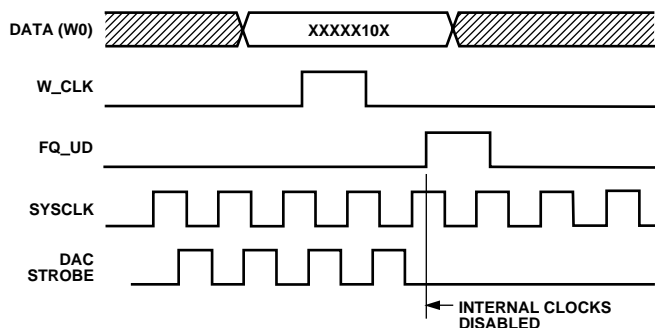 DATA (W0)
XXXXX10X
W_CLK
FQ_UD
SYSCLK
DAC
STROBE
INTERNAL CLOCKS
DISABLED